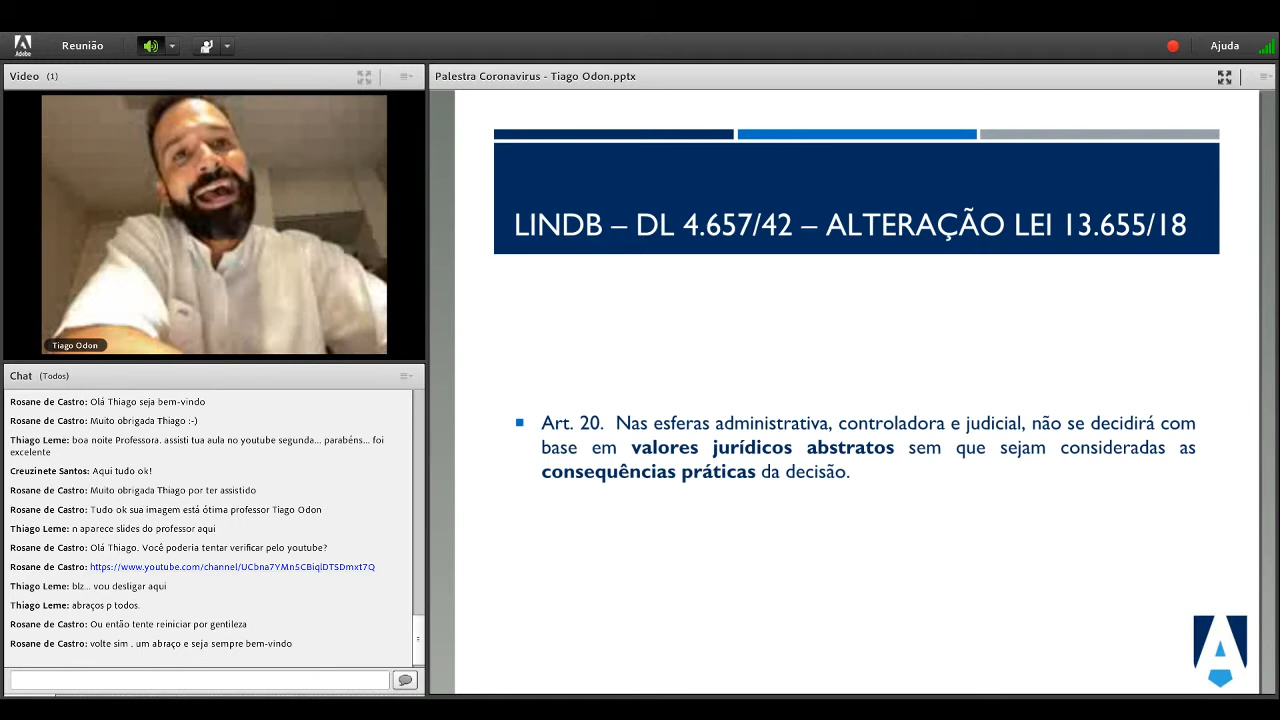 Adobe
Reunião
Ajuda
Video (1)
Tiago Odon
Chat (Todos)
Rosane de Castro: Olá Thiago seja bem-vindo
Rosane de Castro: Muito obrigada Thiago :-)
Thiago Leme: boa noite Professora. assisti tua aula no youtube segunda... parabéns... foi
excelente
Creuzinete Santos: Aqui tudo ok!
Rosane de Castro: Muito obrigada Thiago por ter assistido
Rosane de Castro: Tudo ok sua imagem está ótima professor Tiago Odon
Thiago Leme: n aparece slides do professor aqui
Rosane de Castro: Olá Thiago. Você poderia tentar verificar pelo youtube?
Rosane de Castro: https://www.youtube.com/channel/UCbna7YMn5CBiqlDTSDmxt7Q
Thiago Leme: blz... vou desligar aqui
Thiago Leme: abraços p todos.
Rosane de Castro: Ou então tente reiniciar por gentileza
Rosane de Castro: volte sim . um abraço e seja sempre bem-vindo
Palestra Coronavirus - Tiago Odon.pptx
LINDB – DL 4.657/42 – ALTERAÇÃO LEI 13.655/18
Art. 20. Nas esferas administrativa, controladora e judicial, não se decidirá com
base em valores jurídicos abstratos sem que sejam consideradas as
consequências práticas da decisão.